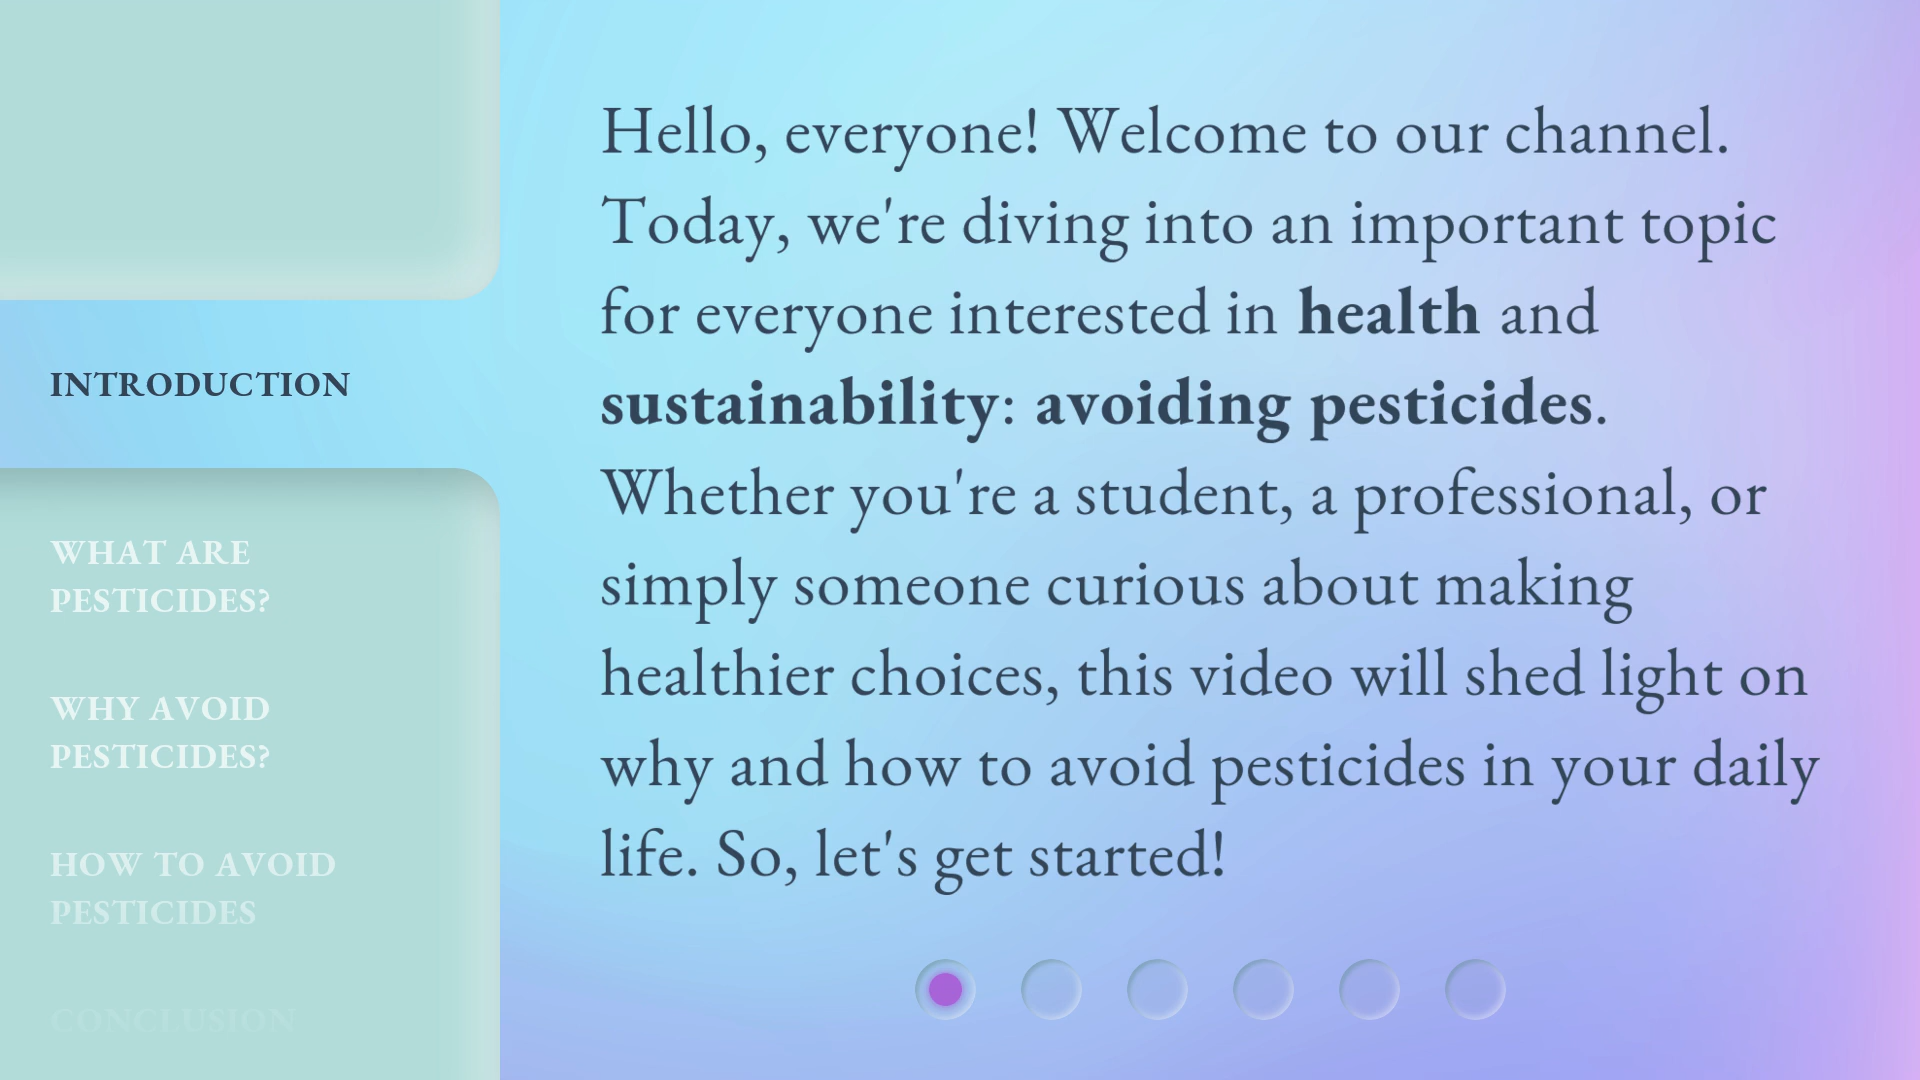 INTRODUCTION
WHAT ARE
PESTICIDES?
WHY AVOID
PESTICIDES?
HOW TO AVOID
PESTICIDES
CONCLUSION
Hello, everyone! Welcome to our channel.
Today, we're diving into an important topic
for everyone interested in health and
sustainability: avoiding pesticides.
Whether you're a student, a professional, or
simply someone curious about making
healthier choices, this video will shed light on
why and how to avoid pesticides in your daily
life. So, let's get started!